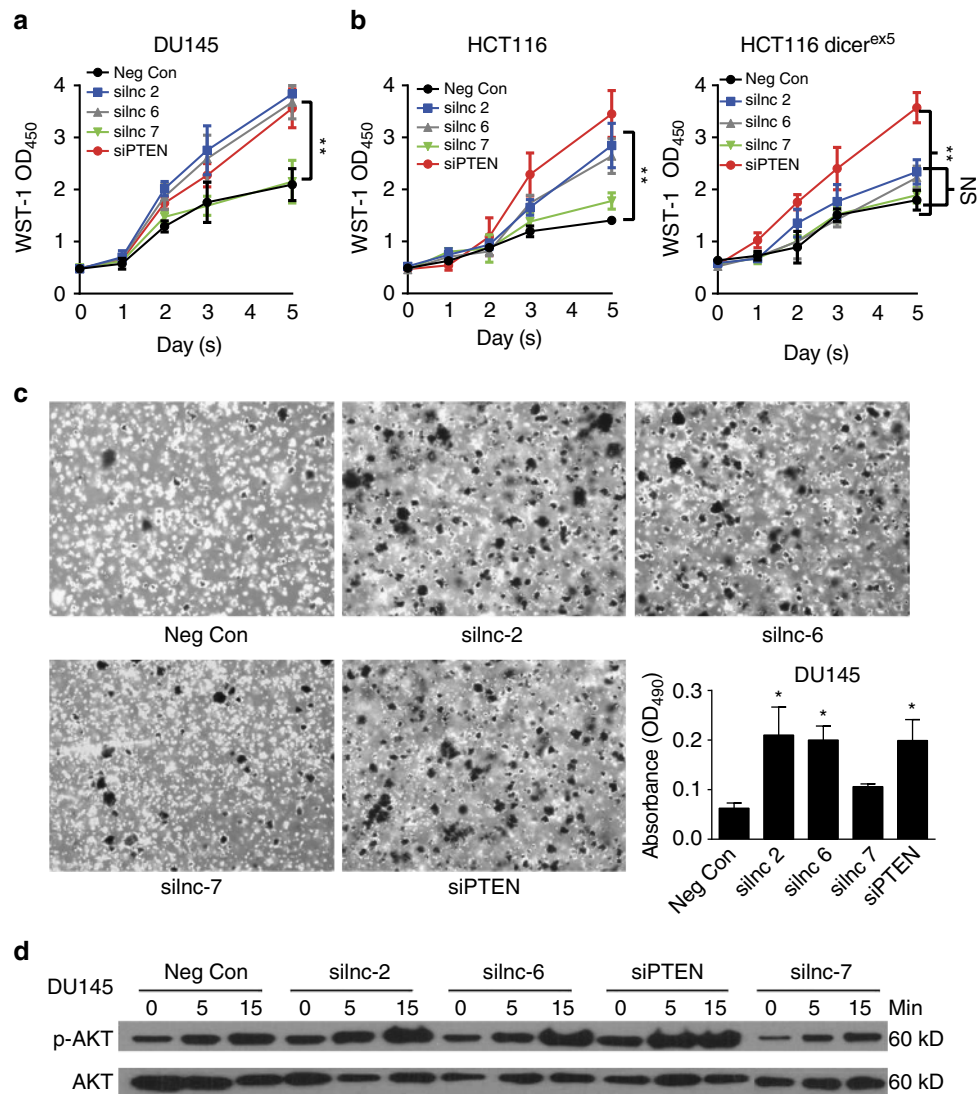 a
DU145
Neg Con
silnc 2
silnc 6
silnc 7
siPTEN
4
3
2
1
0
WST-1 OD450
***
0 1 2 3 4 5
Day (s)
b
HCT116
Neg Con
silnc 2
silnc 6
silnc 7
siPTEN
4
3
2
1
0
WST-1 OD450
**
0 1 2 3 4 5
Day (s)
HCT116 dicerex5
Neg Con
silnc 2
silnc 6
silnc 7
siPTEN
4
3
2
1
0
WST-1 OD450
**
NS
0 1 2 3 4 5
Day (s)
c
Neg Con
silnc-2
silnc-6
silnc-7
siPTEN
DU145
Absorbance (OD490)
0.3
0.2
0.1
0.0
* * *
Neg Con
silnc 2
silnc 6
silnc 7
siPTEN
d
DU145
Neg Con silnc-2 silnc-6 siPTEN silnc-7
0 5 15 0 5 15 0 5 15 0 5 15 0 5 15 Min
p-AKT 60 kD
AKT 60 kD